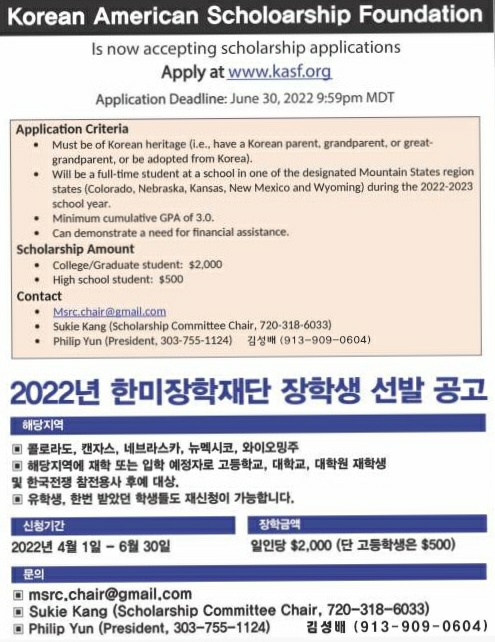 Korean American Scholoarship Foundation
Is now accepting scholarship applications
Apply at www.kasf.org
Application Deadline: June 30, 2022 9:59pm MDT
Application Criteria
• Must be of Korean heritage (i.e., have a Korean parent, grandparent, or great-
grandparent, or be adopted from Korea).
• Will be a full-time student at a school in one of the designated Mountain States region
states (Colorado, Nebraska, Kansas, New Mexico and Wyoming) during the 2022-2023
school year.
• Minimum cumulative GPA of 3.0.
• Can demonstrate a need for financial assistance.
Scholarship Amount
• College/Graduate student: $2,000
• High school student: $500
Contact
• Msrc.chair@gmail.com
• Sukie Kang (Scholarship Committee Chair, 720-318-6033)
• Philip Yun (President, 303-755-1124) 김성배 (913-909-0604)
2022년 한미장학재단 장학생 선발 공고
해당지역
▣ 콜로라도, 캔자스, 네브라스카, 뉴멕시코, 와이오밍주
▣ 해당지역에 재학 또는 입학 예정자로 고등학교, 대학교, 대학원 재학생
및 한국전쟁 참전용사 후예 대상.
▣ 유학생, 한번 받았던 학생들도 재신청이 가능합니다.
신청기간 장학금액
2022년 4월 1일 – 6월 30일 일인당 $2,000 (단 고등학생은 $500)
문의
▣ msrc.chair@gmail.com
▣ Sukie Kang (Scholarship Committee Chair, 720-318-6033)
▣ Philip Yun (President, 303-755-1124) 김성배 (913-909-0604)